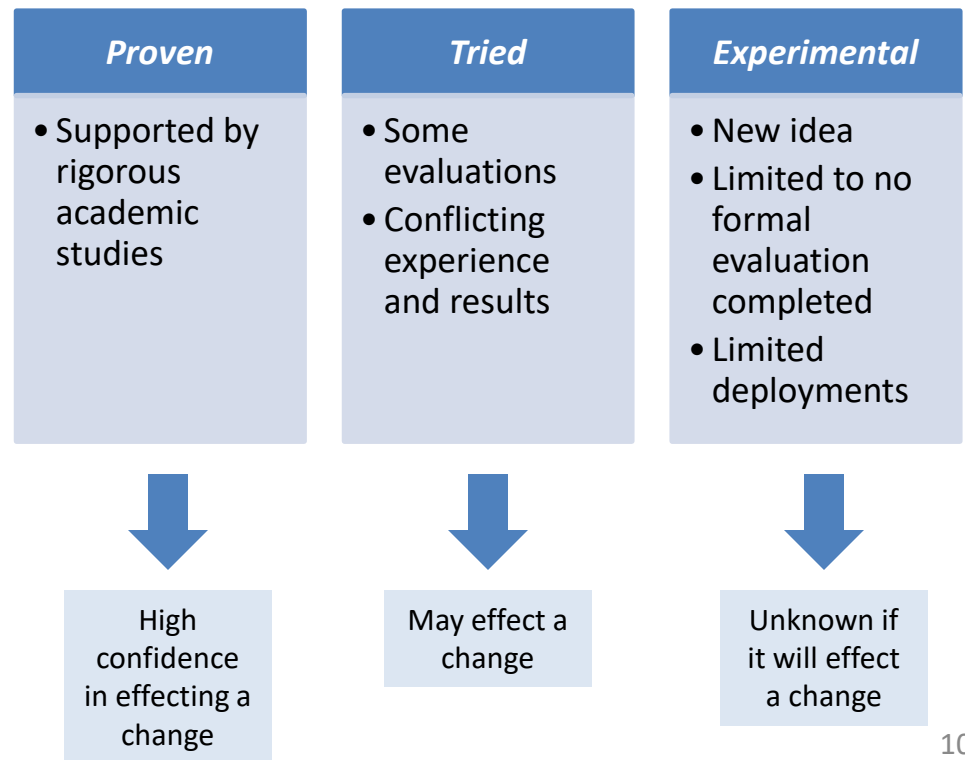 Proven
• Supported by
rigorous
academic
studies
High
confidence
in effecting a
change
Tried
• Some
evaluations
• Conflicting
experience
and results
May effect a
change
Experimental
• New idea
• Limited to no
formal
evaluation
completed
• Limited
deployments
Unknown if
it will effect
a change
10